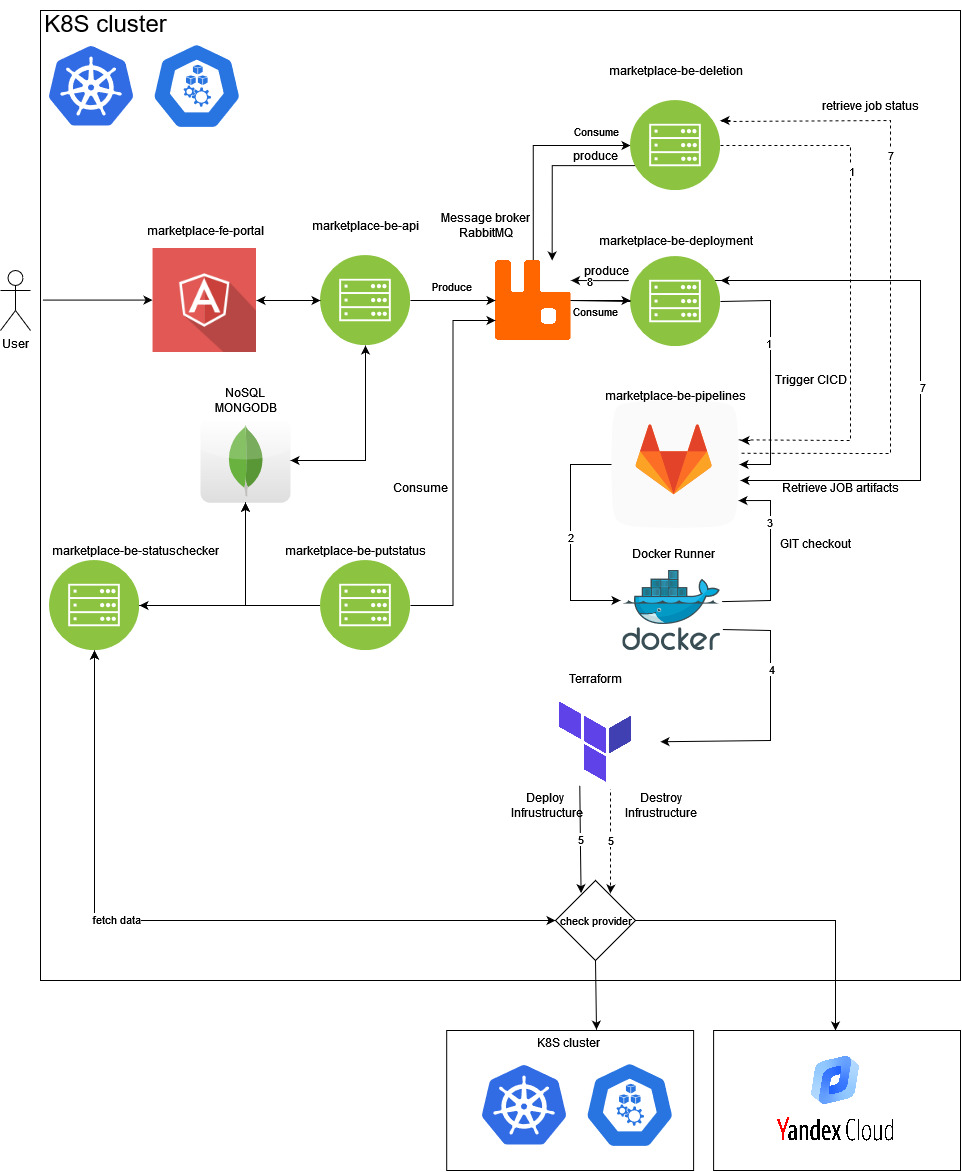 K8S cluster
marketplace-be-deletion
retrieve job status
Consume
produce
7
1
Message broker
RabbitMQ
marketplace-fe-portal
marketplace-be-api
marketplace-be-deployment
produce
8
Produce
Consume
User
1
Trigger CICD
7
NoSQL
MONGODB
marketplace-be-pipelines
Consume
Retrieve JOB artifacts
3
2
GIT checkout
marketplace-be-statuschecker
marketplace-be-putstatus
Docker Runner
docker
4
Terraform
Deploy
Infrustructure
Destroy
Infrustructure
5
5
fetch data
check provider
K8S cluster
Yandex Cloud